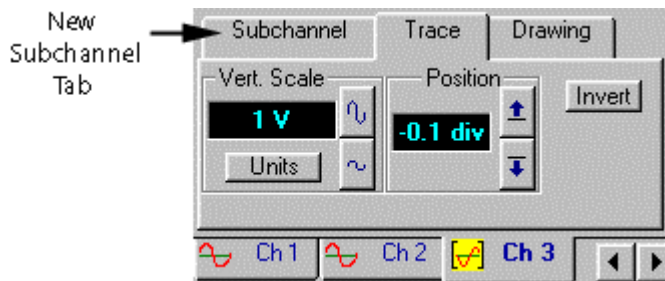 New
Subchannel
Tab
Subchannel Trace Drawing
Vert. Scale Position
1 V -0.1 div Invert
Units
Ch 1 Ch 2 Ch 3